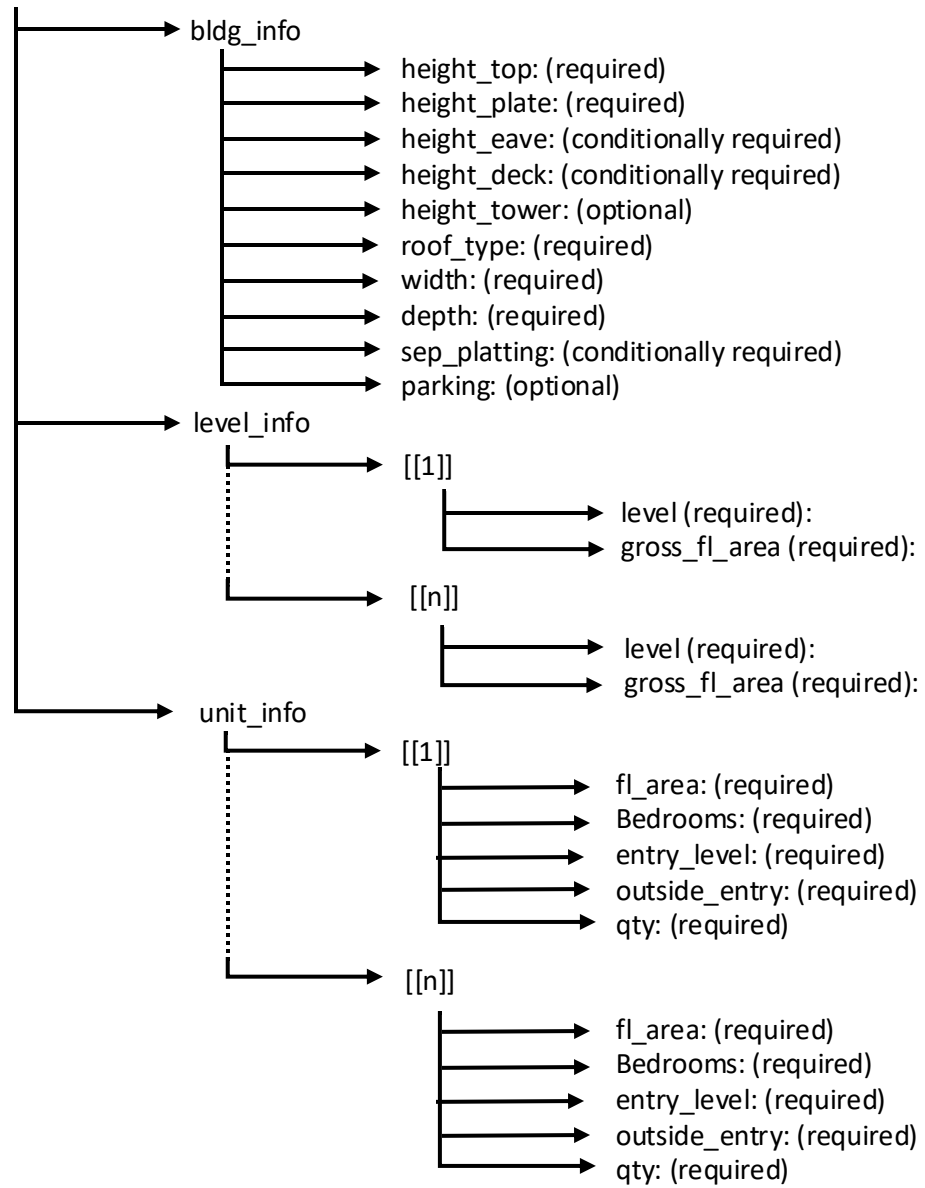 bldg_info
height_top: (required)
height_plate: (required)
height_eave: (conditionally required)
height_deck: (conditionally required)
height_tower: (optional)
roof_type: (required)
width: (required)
depth: (required)
sep_platting: (conditionally required)
parking: (optional)
level_info
[[1]]
level (required):
gross_fl_area (required):
[[n]]
level (required):
gross_fl_area (required):
unit_info
[[1]]
fl_area: (required)
Bedrooms: (required)
entry_level: (required)
outside_entry: (required)
qty: (required)
[[n]]
fl_area: (required)
Bedrooms: (required)
entry_level: (required)
outside_entry: (required)
qty: (required)